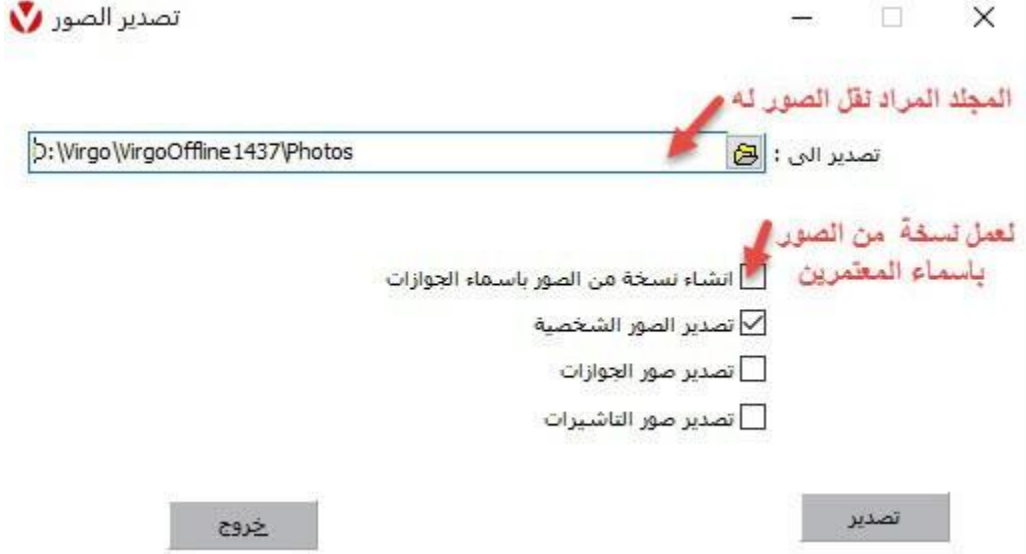 تصدير الصور
المجلد المراد نقل الصور له
تصدير الى :
D:\Virgo\VirgoOffline1437\Photos
لعمل نسخة من الصور
باسماء المعتمرين
انشاء نسخة من الصور باسماء الجوازات
تصدير الصور الشخصية
تصدير صور الجوازات
تصدير صور التاشيرات
تصدير
خروج